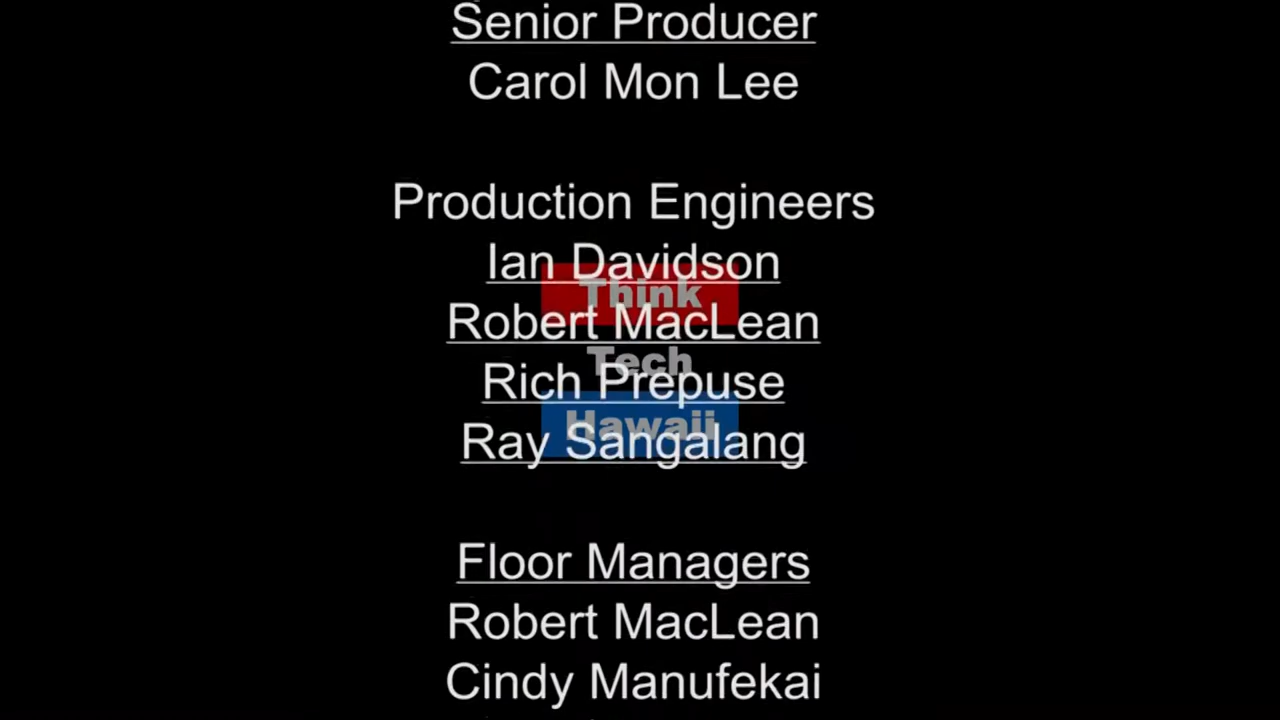 Senior Producer
Carol Mon Lee
Production Engineers
Ian Davidson
Think
Robert MacLean
Tech
Rich Prepuse
Hawaii
Ray Sangalang
Floor Managers
Robert MacLean
Cindy Manufekai